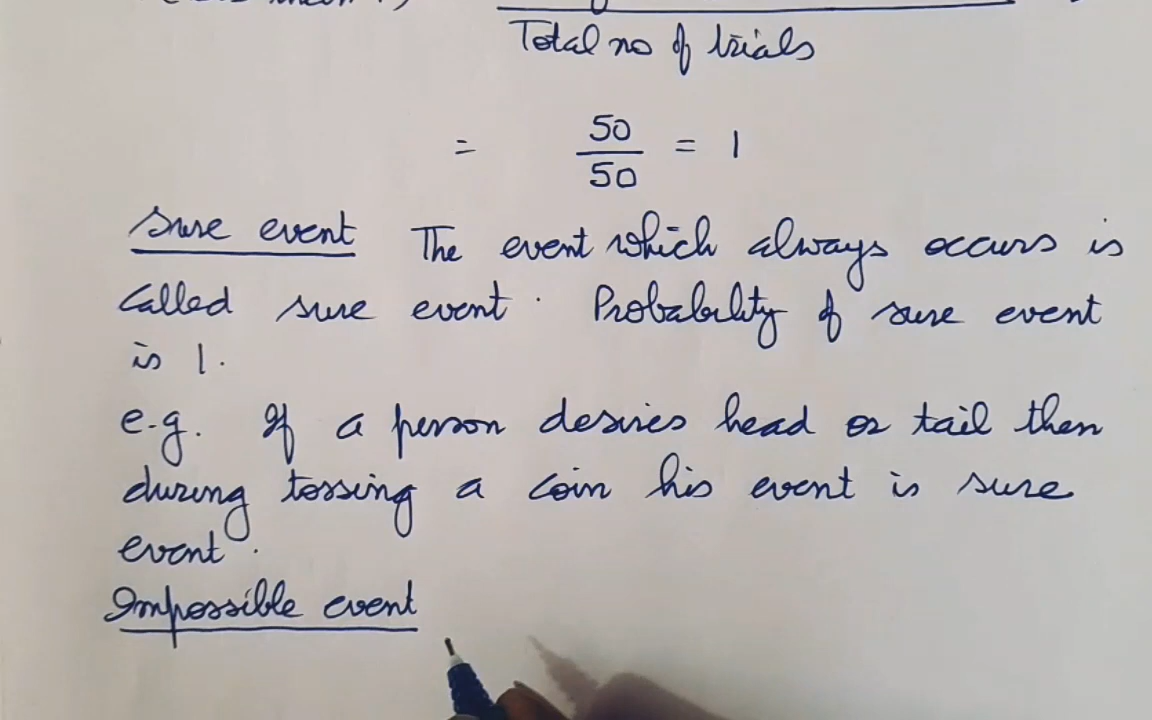 Total no of trials
= 50/50 = 1
Sure event The event which always occurs is
called sure event. Probability of sure event
is 1.
e.g. If a person desires head or tail then
during tossing a coin his event is sure
event.
Impossible event